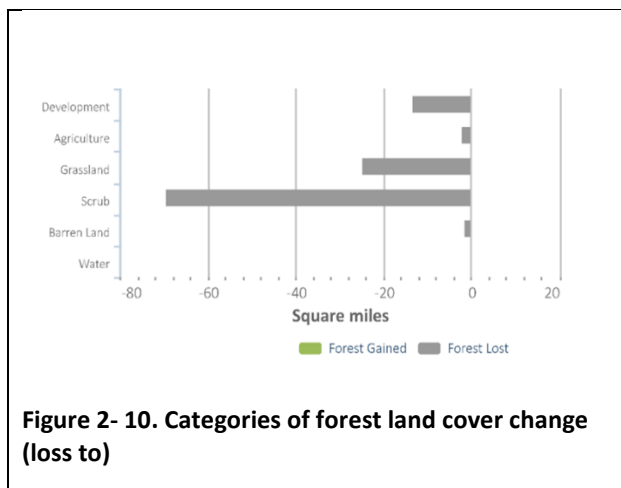 Development
Agriculture
Grassland
Scrub
Barren Land
Water
-80 -60 -40 -20 0 20
Square miles
Forest Gained Forest Lost
Figure 2- 10. Categories of forest land cover change
(loss to)